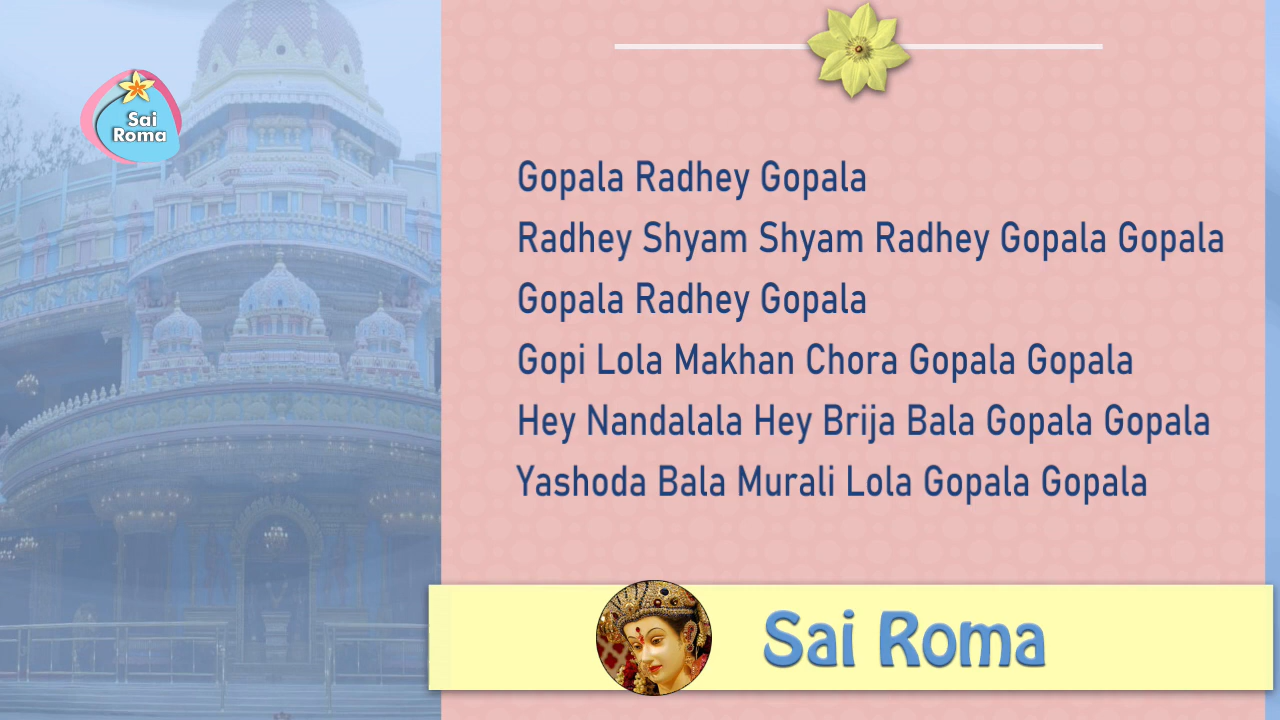 Sai
Roma
Gopala Radhey Gopala
Radhey Shyam Shyam Radhey Gopala Gopala
Gopala Radhey Gopala
Gopi Lola Makhan Chora Gopala Gopala
Hey Nandalala Hey Brija Bala Gopala Gopala
Yashoda Bala Murali Lola Gopala Gopala
Sai Roma